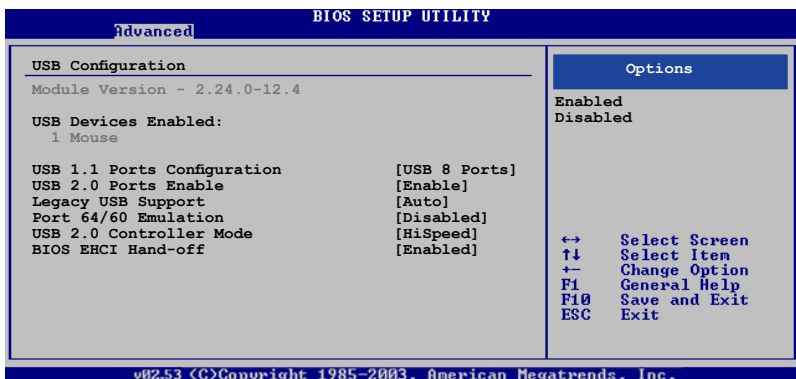 BIOS SETUP UTILITY
Advanced
USB Configuration
Module Version - 2.24.0-12.4
USB Devices Enabled:
1 Mouse
USB 1.1 Ports Configuration [USB 8 Ports]
USB 2.0 Ports Enable [Enable]
Legacy USB Support [Auto]
Port 64/60 Emulation [Disabled]
USB 2.0 Controller Mode [HiSpeed]
BIOS EHCI Hand-off [Enabled]
Options
Enabled
Disabled
←→ Select Screen
↑↓ Select Item
+- Change Option
F1 General Help
F10 Save and Exit
ESC Exit
v02.53 (C)Copyright 1985-2003, American Megatrends, Inc.